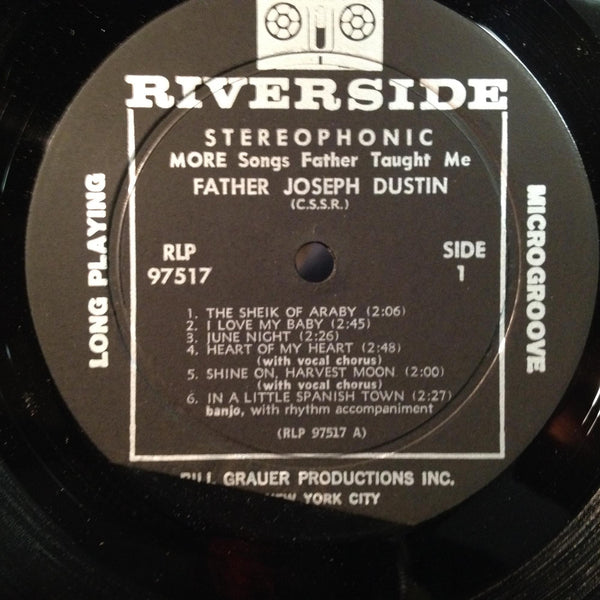 RIVERSIDE
STEREOPHONIC
MORE Songs Father Taught Me
FATHER JOSEPH DUSTIN
(C.S.S.R.)
LONG PLAYING
MICROGROOVE
RLP
97517
SIDE
1
1. THE SHEIK OF ARABY (2:06)
2. I LOVE MY BABY (2:45)
3. JUNE NIGHT (2:26)
4. HEART OF MY HEART (2:48)
(with vocal chorus)
5. SHINE ON, HARVEST MOON (2:00)
(with vocal chorus)
6. IN A LITTLE SPANISH TOWN (2:27)
banjo, with rhythm accompaniment
(RLP 97517 A)
BILL GRAUER PRODUCTIONS INC.
NEW YORK CITY